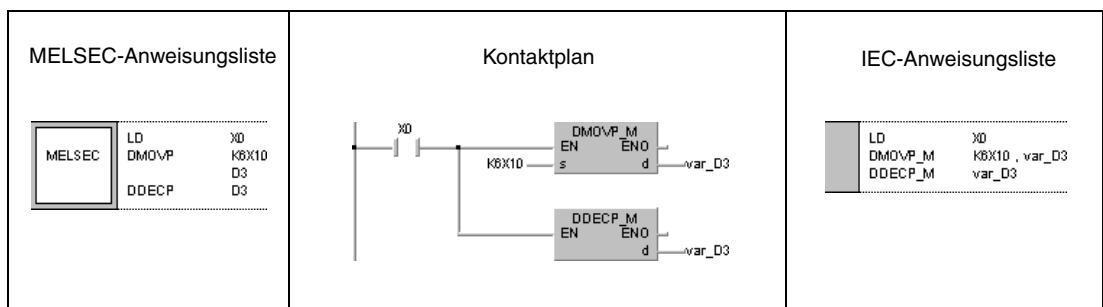 MELSEC-Anweisungsliste
MELSEC
LD X0
DMOVP K6X10
D3
DDECP D3
Kontaktplan
X0
DMOVP_M
EN ENO
K6X10 s d var_D3
DDECP_M
EN ENO
d var_D3
IEC-Anweisungsliste
LD X0
DMOVP_M K6X10 , var_D3
DDECP_M var_D3